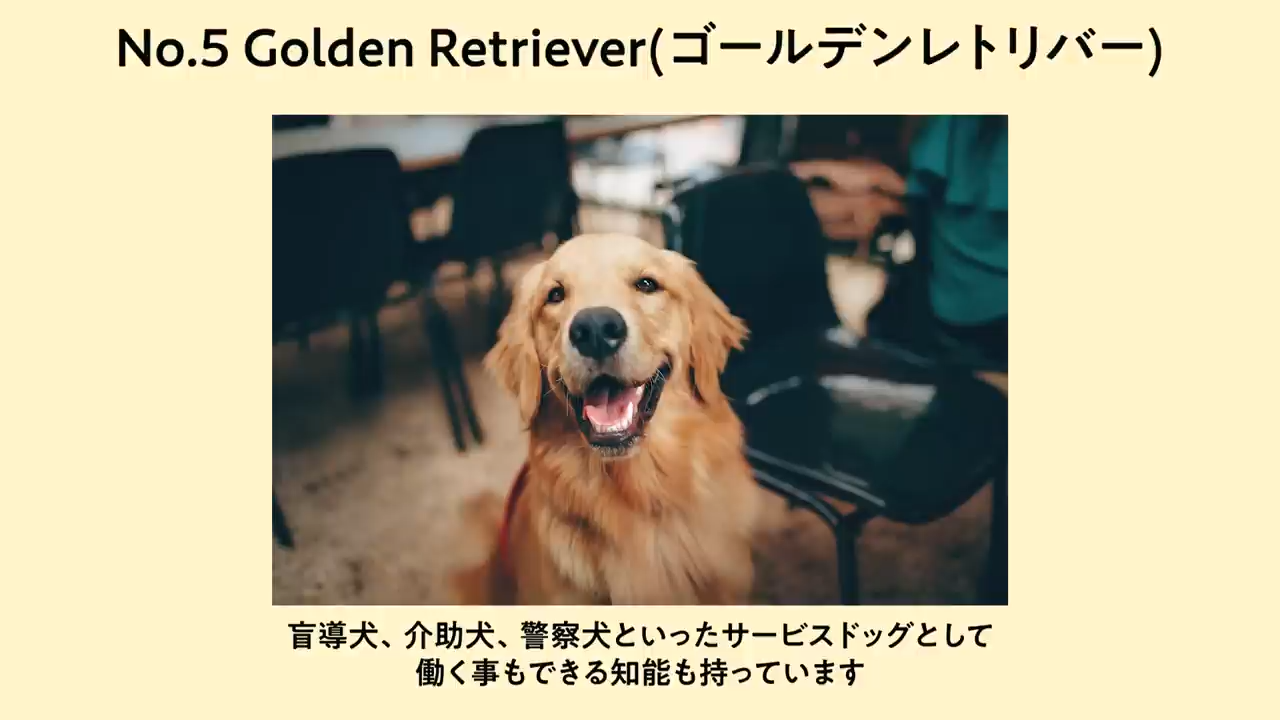 No.5 Golden Retriever(ゴールデンレトリバー)
盲導犬、介助犬、警察犬といったサービスドッグとして
働く事もできる知能も持っています